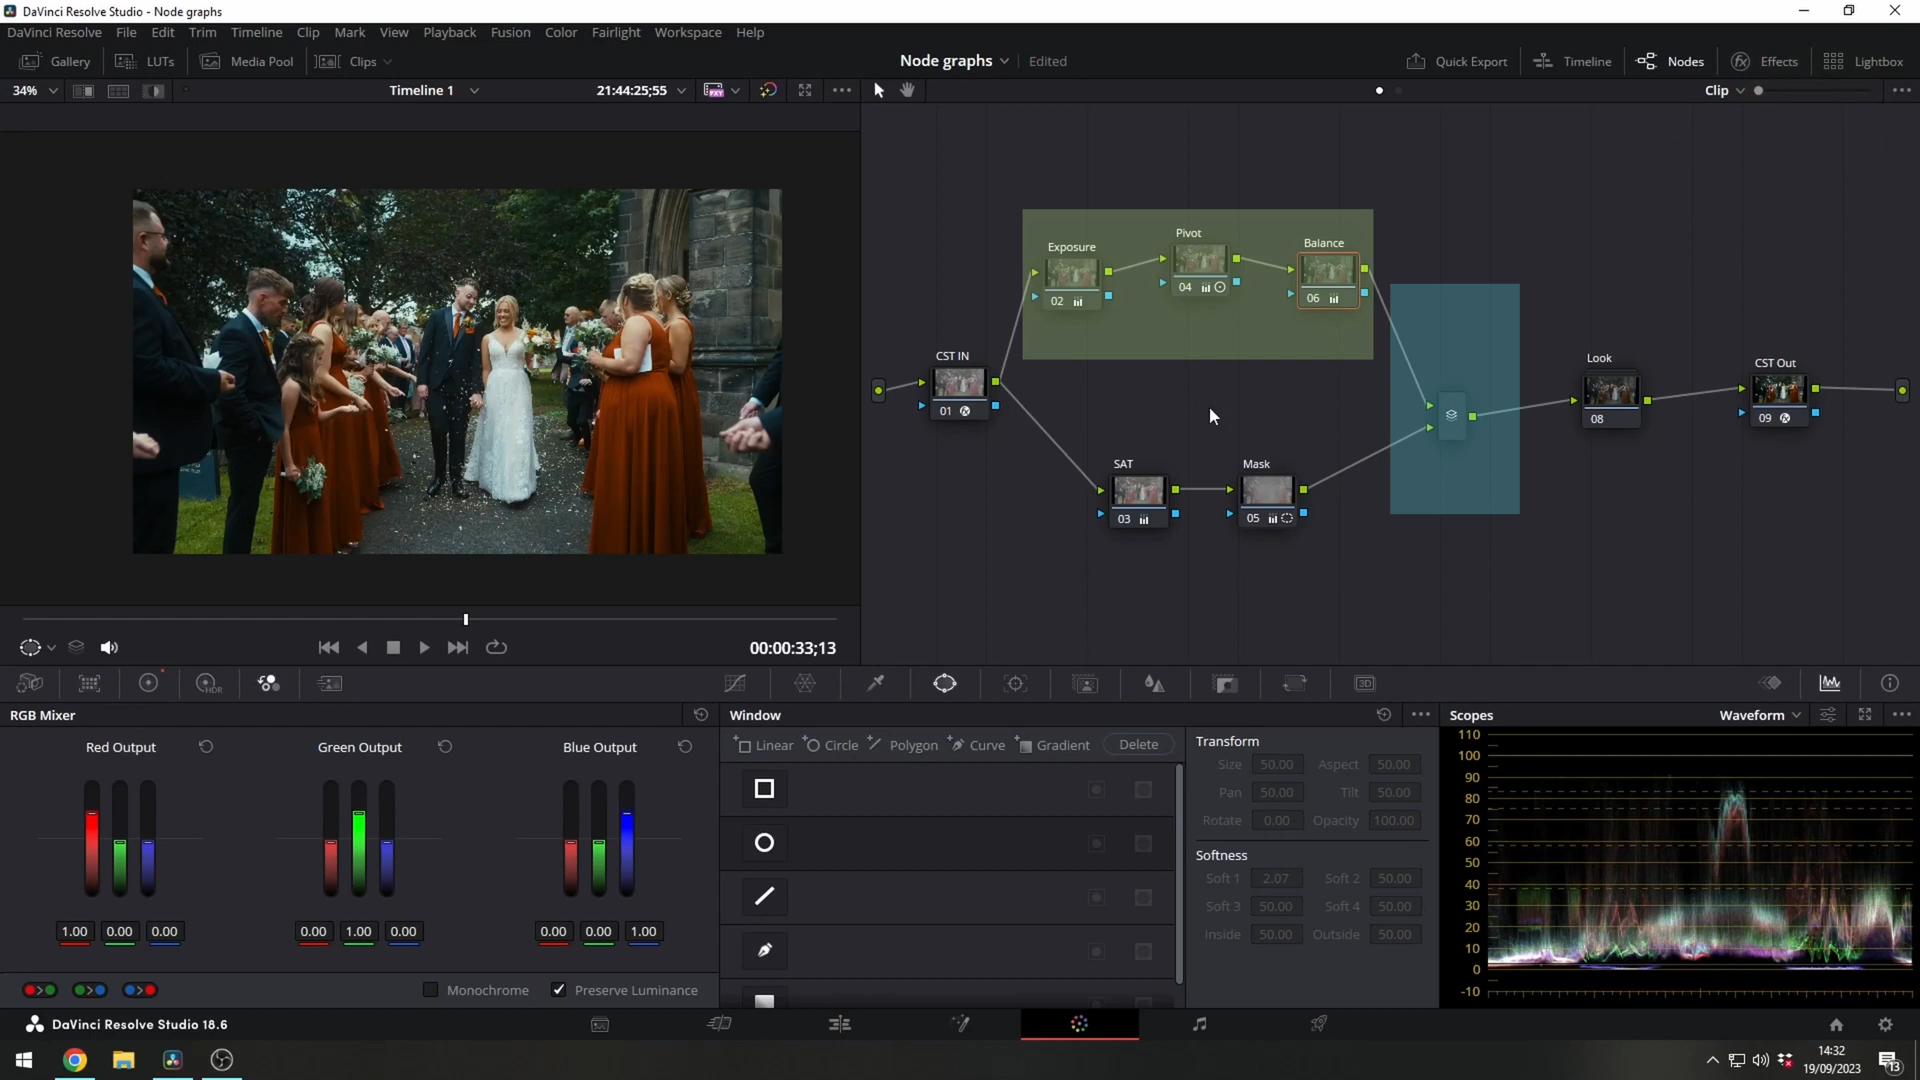 DaVinci Resolve Studio - Node graphs
DaVinci Resolve File Edit Trim Timeline Clip Mark View Playback Fusion Color Fairlight Workspace Help
Gallery LUTs Media Pool Clips Node graphs Edited Quick Export Timeline Nodes Effects Lightbox
34% Timeline 1 21:44:25;55 PXY Clip
Exposure
02
Pivot
04
Balance
06
CST IN
01
SAT
03
Mask
05
Look
08
CST Out
09
00:00:33;13
HDR
3D
RGB Mixer
Red Output
Green Output
Blue Output
1.00 0.00 0.00
0.00 1.00 0.00
0.00 0.00 1.00
Monochrome
Preserve Luminance
Window
Linear Circle Polygon Curve Gradient Delete
Transform
Size 50.00 Aspect 50.00
Pan 50.00 Tilt 50.00
Rotate 0.00 Opacity 100.00
Softness
Soft 1 2.07 Soft 2 50.00
Soft 3 50.00 Soft 4 50.00
Inside 50.00 Outside 50.00
Scopes
Waveform
110
100
90
80
70
60
50
40
30
20
10
0
-10
DaVinci Resolve Studio 18.6
14:32
19/09/2023
13